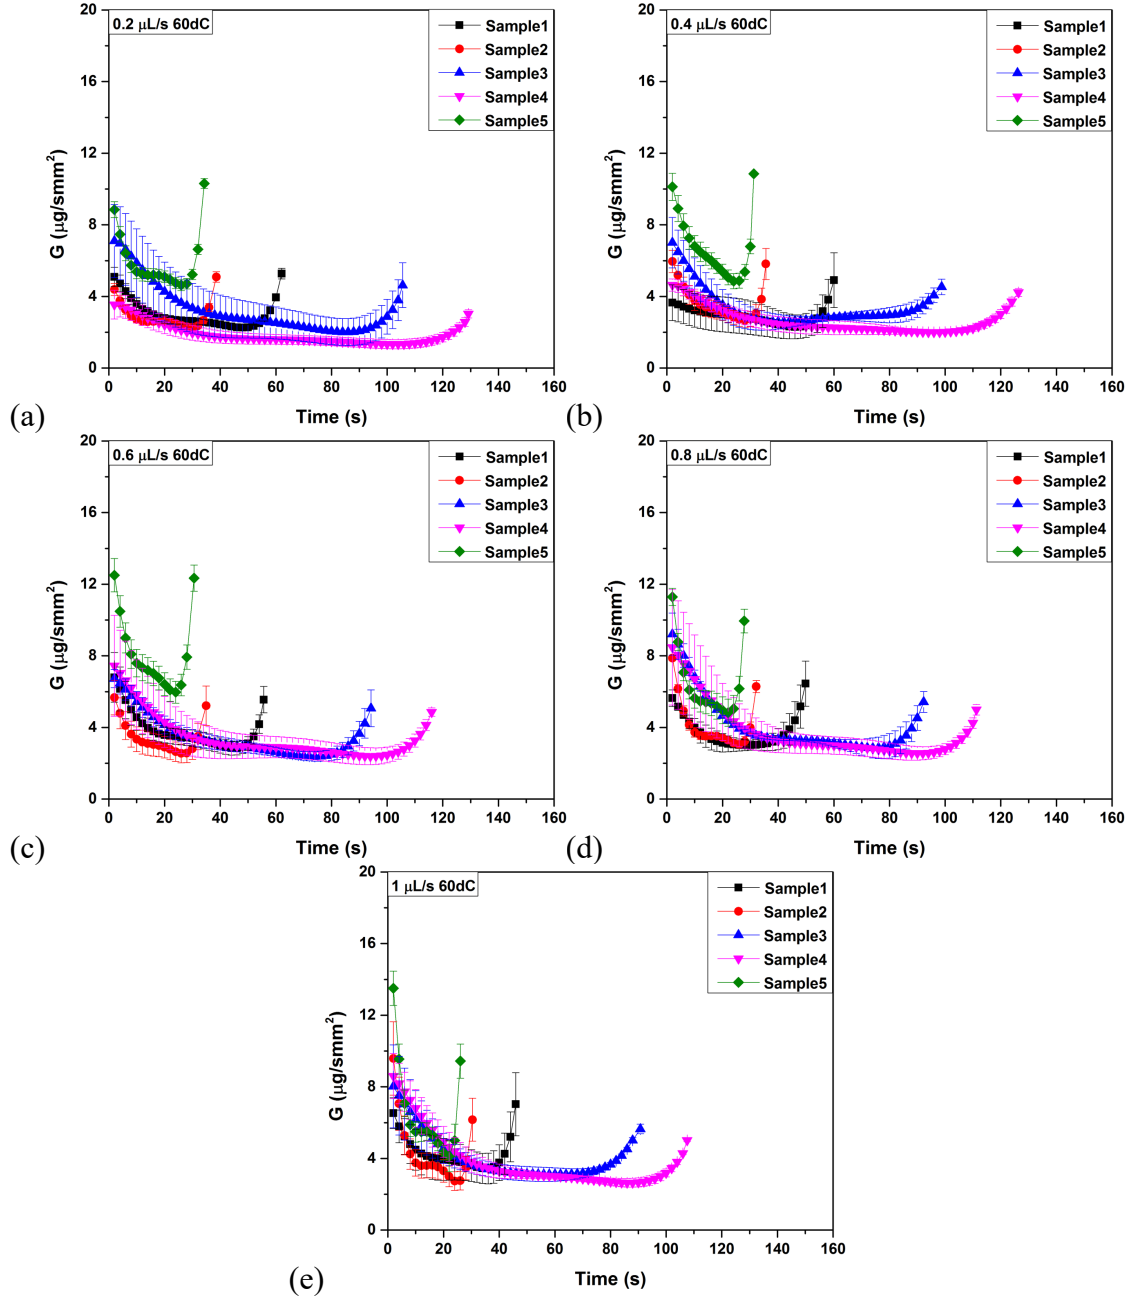 0.2 μL/s 60dC
Sample1
Sample2
Sample3
Sample4
Sample5
G (μg/smm²)
20
16
12
8
4
0
0 20 40 60 80 100 120 140 160
Time (s)
(a)
0.4 μL/s 60dC
Sample1
Sample2
Sample3
Sample4
Sample5
G (μg/smm²)
20
16
12
8
4
0
0 20 40 60 80 100 120 140 160
Time (s)
(b)
0.6 μL/s 60dC
Sample1
Sample2
Sample3
Sample4
Sample5
G (μg/smm²)
20
16
12
8
4
0
0 20 40 60 80 100 120 140 160
Time (s)
(c)
0.8 μL/s 60dC
Sample1
Sample2
Sample3
Sample4
Sample5
G (μg/smm²)
20
16
12
8
4
0
0 20 40 60 80 100 120 140 160
Time (s)
(d)
1 μL/s 60dC
Sample1
Sample2
Sample3
Sample4
Sample5
G (μg/smm²)
20
16
12
8
4
0
0 20 40 60 80 100 120 140 160
Time (s)
(e)